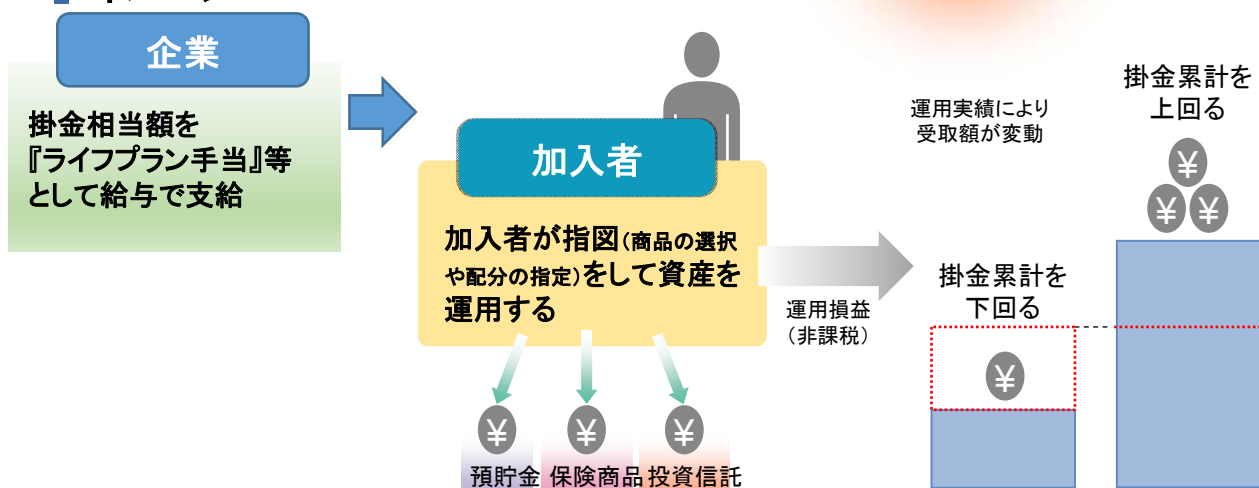 企業
掛金相当額を
『ライフプラン手当』等
として給与で支給
加入者
加入者が指図(商品の選択
や配分の指定)をして資産を
運用する
¥
預貯金
¥
保険商品
¥
投資信託
運用損益
(非課税)
運用実績により
受取額が変動
掛金累計を
下回る
¥
掛金累計を
上回る
¥
¥¥